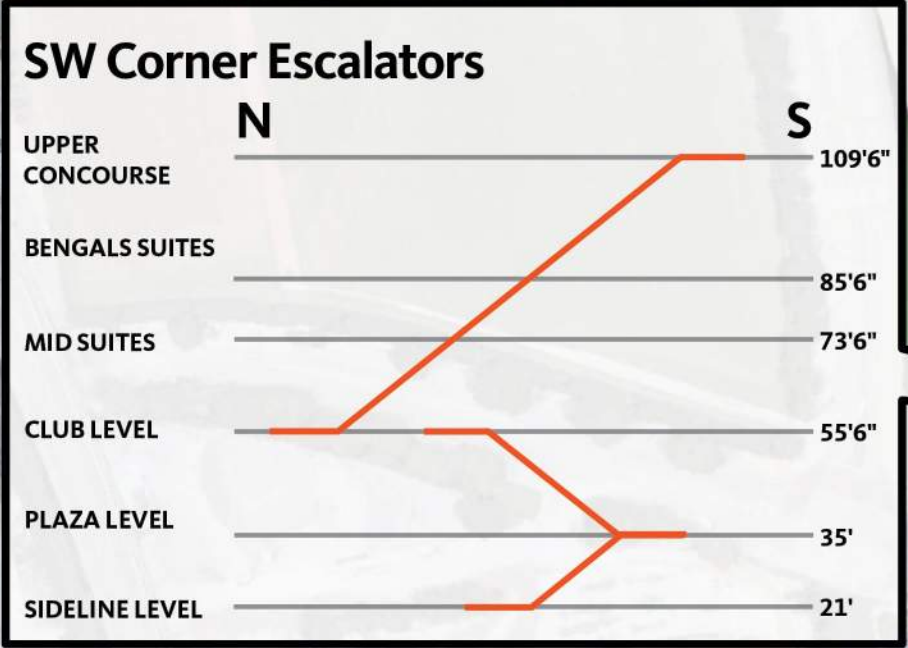 SW Corner Escalators
N
S
UPPER
CONCOURSE
109'6"
BENGALS SUITES
85'6"
MID SUITES
73'6"
CLUB LEVEL
55'6"
PLAZA LEVEL
35'
SIDELINE LEVEL
21'